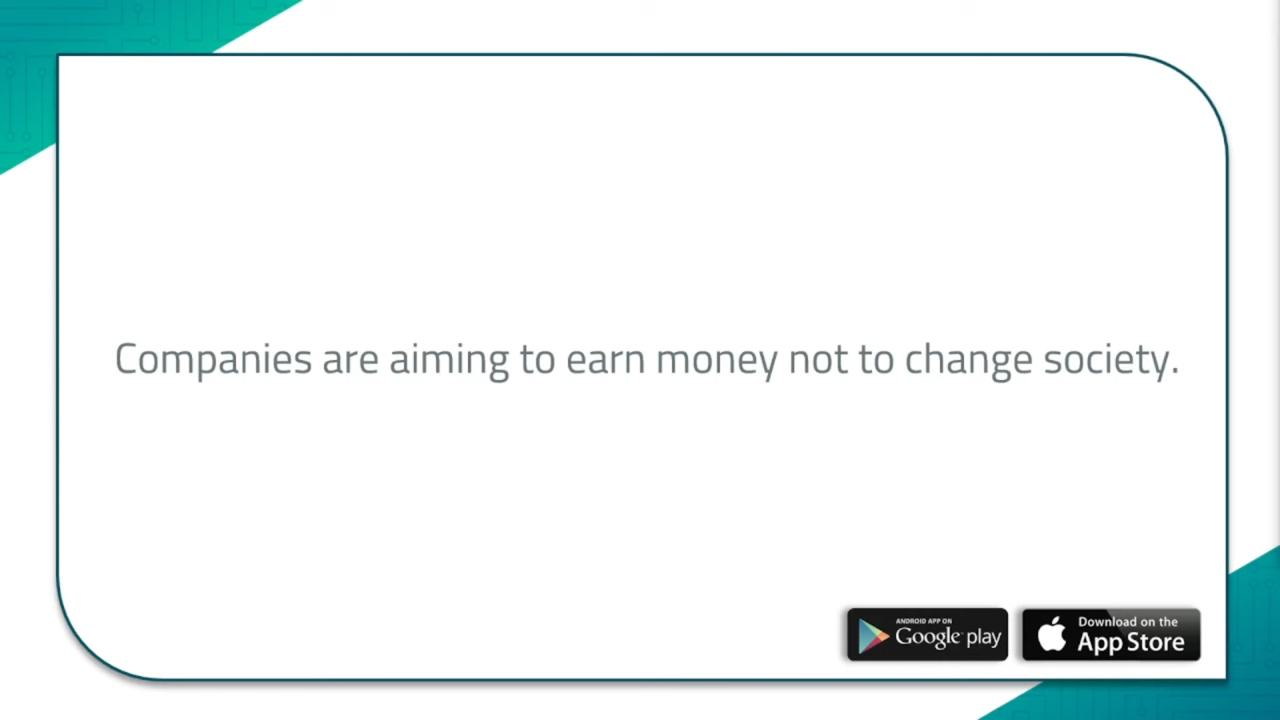 Companies are aiming to earn money not to change society.
ANDROID APP ON
Google play
Download on the
App Store